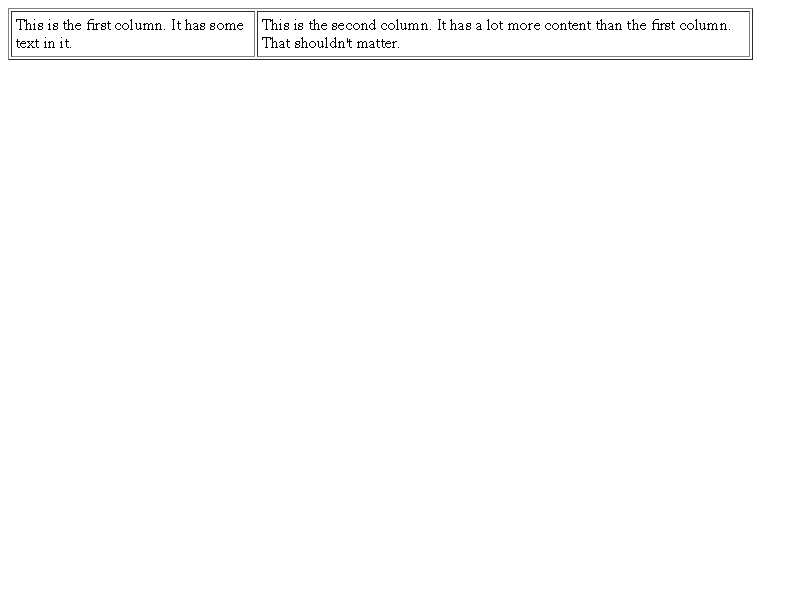 This is the first column. It has some
text in it.
This is the second column. It has a lot more content than the first column.
That shouldn't matter.